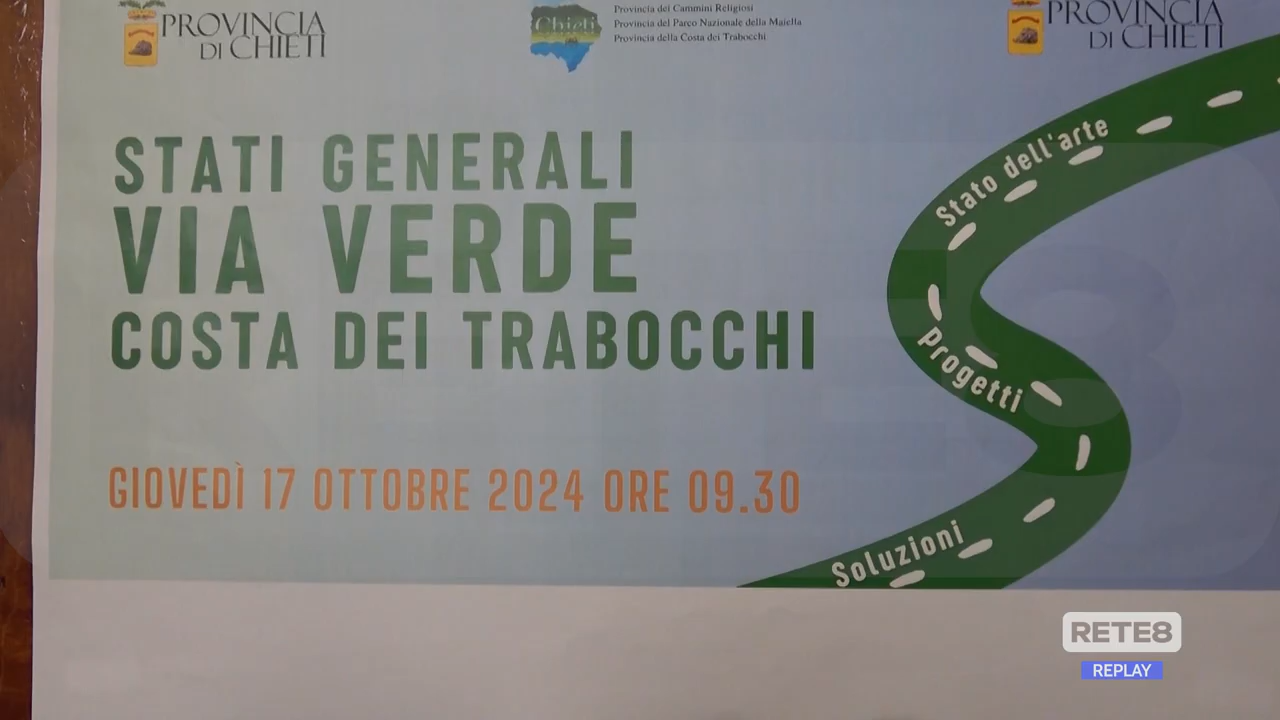 PROVINCIA
DI CHIETI
Chieti
Provincia dei Cammini Religiosi
Provincia del Parco Nazionale della Maiella
Provincia della Costa dei Trabocchi
PROVINCIA
DI CHIETI
STATI GENERALI
VIA VERDE
COSTA DEI TRABOCCHI
GIOVEDÌ 17 OTTOBRE 2024 ORE 09.30
Stato dell'arte
Progetti
Soluzioni
RETE8
REPLAY